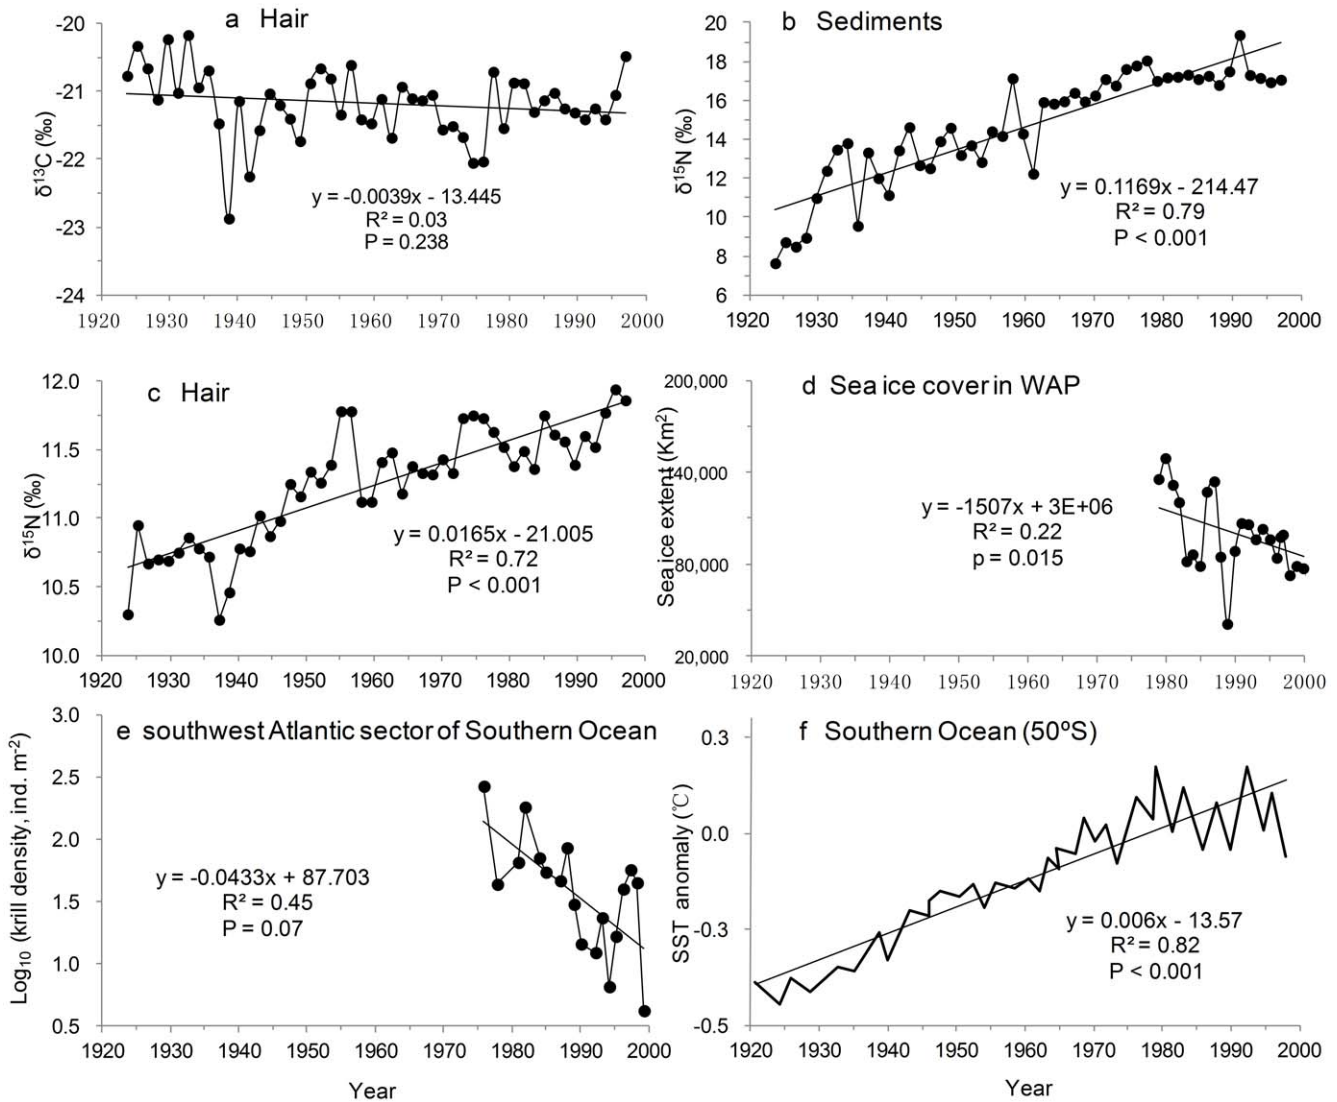 a Hair
δ¹³C (‰)
-20
-21
-22
-23
-24
y = -0.0039x - 13.445
R² = 0.03
P = 0.238
1920 1930 1940 1950 1960 1970 1980 1990 2000
b Sediments
δ¹⁵N (‰)
20
18
16
14
12
10
8
6
y = 0.1169x - 214.47
R² = 0.79
P < 0.001
1920 1930 1940 1950 1960 1970 1980 1990 2000
c Hair
δ¹⁵N (‰)
12.0
11.5
11.0
10.5
10.0
y = 0.0165x - 21.005
R² = 0.72
P < 0.001
1920 1930 1940 1950 1960 1970 1980 1990 2000
d Sea ice cover in WAP
Sea ice extent (Km²)
200,000
140,000
80,000
20,000
y = -1507x + 3E+06
R² = 0.22
p = 0.015
1920 1930 1940 1950 1960 1970 1980 1990 2000
e southwest Atlantic sector of Southern Ocean
Log₁₀ (krill density, ind. m⁻²)
3.0
2.5
2.0
1.5
1.0
0.5
y = -0.0433x + 87.703
R² = 0.45
P = 0.07
1920 1930 1940 1950 1960 1970 1980 1990 2000
Year
f Southern Ocean (50ºS)
SST anomaly (℃)
0.3
0.0
-0.3
-0.5
y = 0.006x - 13.57
R² = 0.82
P < 0.001
1920 1930 1940 1950 1960 1970 1980 1990 2000
Year